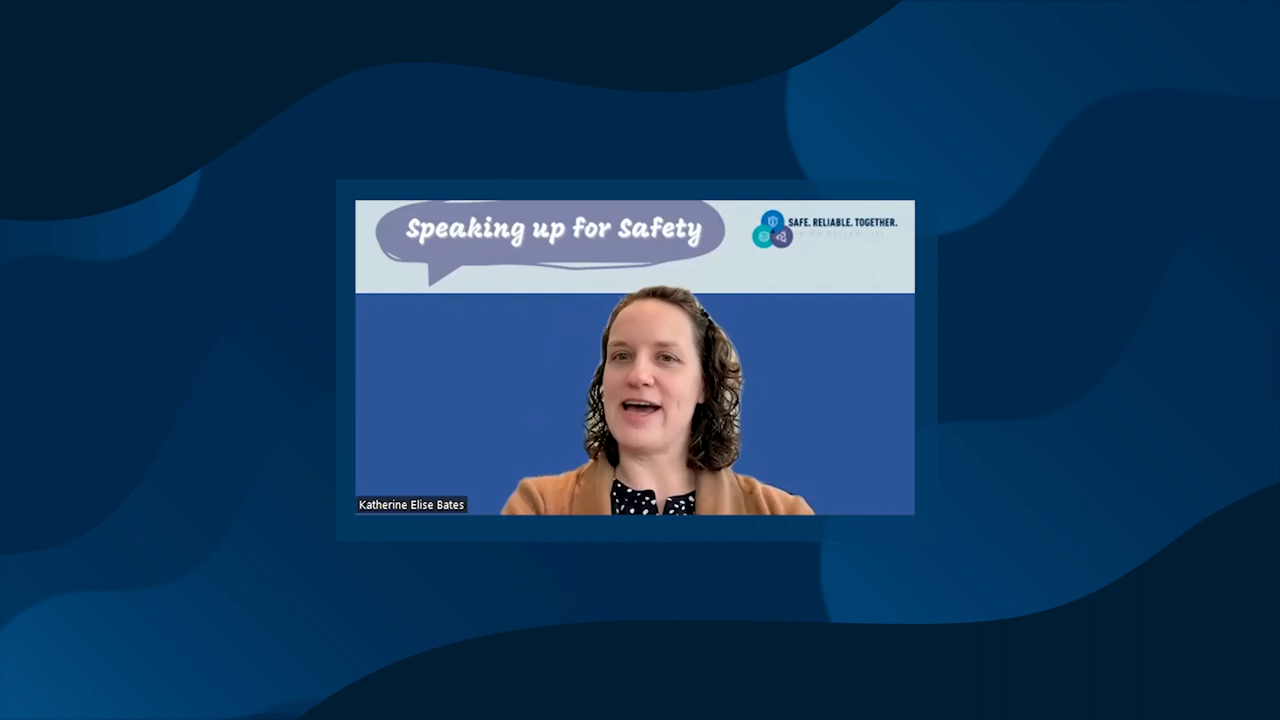 Speaking up for Safety
SAFE. RELIABLE. TOGETHER.
Katherine Elise Bates